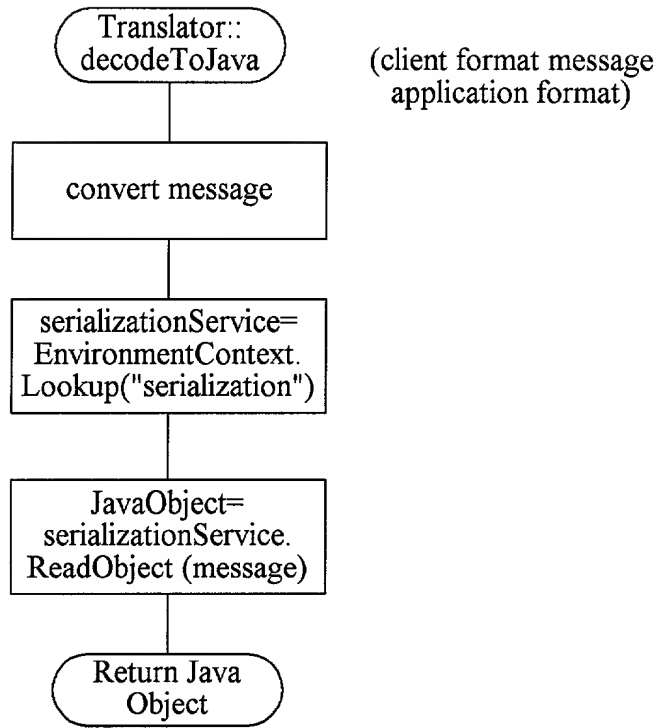 Translator::
decodeToJava
(client format message
application format)
convert message
serializationService=
EnvironmentContext.
Lookup("serialization")
JavaObject=
serializationService.
ReadObject (message)
Return Java
Object